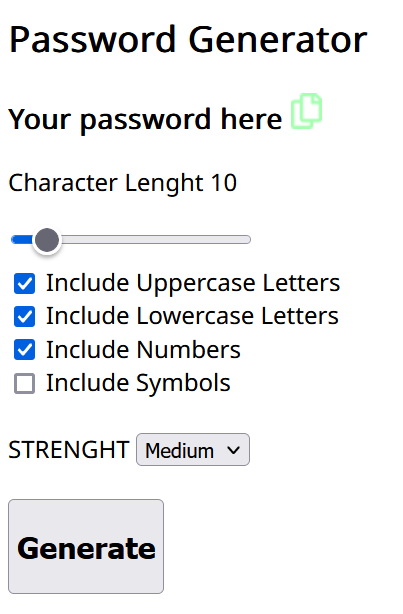 Password Generator
Your password here
Character Lenght 10
Include Uppercase Letters
Include Lowercase Letters
Include Numbers
Include Symbols
STRENGHT Medium
Generate